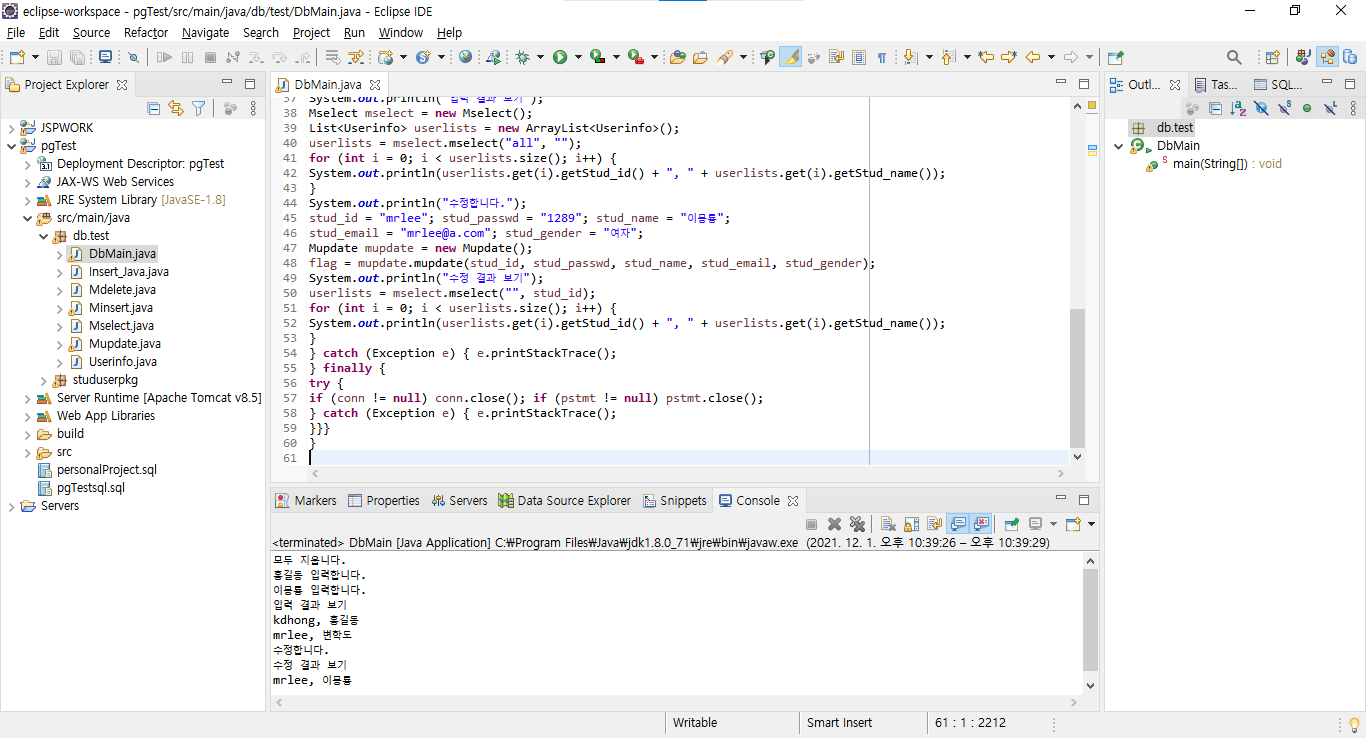 eclipse-workspace - pgTest/src/main/java/db/test/DbMain.java - Eclipse IDE
File Edit Source Refactor Navigate Search Project Run Window Help
Project Explorer
JSPWORK
pgTest
Deployment Descriptor: pgTest
JAX-WS Web Services
JRE System Library [JavaSE-1.8]
src/main/java
db.test
DbMain.java
Insert_Java.java
Mdelete.java
Minsert.java
Mselect.java
Mupdate.java
Userinfo.java
studuserpkg
Server Runtime [Apache Tomcat v8.5]
Web App Libraries
build
src
personalProject.sql
pgTestsql.sql
Servers
DbMain.java
37 System.out.println("입력 결과 보기");
38 Mselect mselect = new Mselect();
39 List<Userinfo> userlists = new ArrayList<Userinfo>();
40 userlists = mselect.mselect("all", "");
41 for (int i = 0; i < userlists.size(); i++) {
42 System.out.println(userlists.get(i).getStud_id() + ", " + userlists.get(i).getStud_name());
43 }
44 System.out.println("수정합니다.");
45 stud_id = "mrlee"; stud_passwd = "1289"; stud_name = "이몽룡";
46 stud_email = "mrlee@a.com"; stud_gender = "여자";
47 Mupdate mupdate = new Mupdate();
48 flag = mupdate.mupdate(stud_id, stud_passwd, stud_name, stud_email, stud_gender);
49 System.out.println("수정 결과 보기");
50 userlists = mselect.mselect("", stud_id);
51 for (int i = 0; i < userlists.size(); i++) {
52 System.out.println(userlists.get(i).getStud_id() + ", " + userlists.get(i).getStud_name());
53 }
54 } catch (Exception e) { e.printStackTrace();
55 } finally {
56 try {
57 if (conn != null) conn.close(); if (pstmt != null) pstmt.close();
58 } catch (Exception e) { e.printStackTrace();
59 }}}
60 }
61
Outl... Tas... SQL...
db.test
DbMain
main(String[]) : void
Markers Properties Servers Data Source Explorer Snippets Console
<terminated> DbMain [Java Application] C:₩Program Files₩Java₩jdk1.8.0_71₩jre₩bin₩javaw.exe (2021. 12. 1. 오후 10:39:26 – 오후 10:39:29)
모두 지웁니다.
홍길동 입력합니다.
이몽룡 입력합니다.
입력 결과 보기
kdhong, 홍길동
mrlee, 변학도
수정합니다.
수정 결과 보기
mrlee, 이몽룡
Writable Smart Insert 61 : 1 : 2212